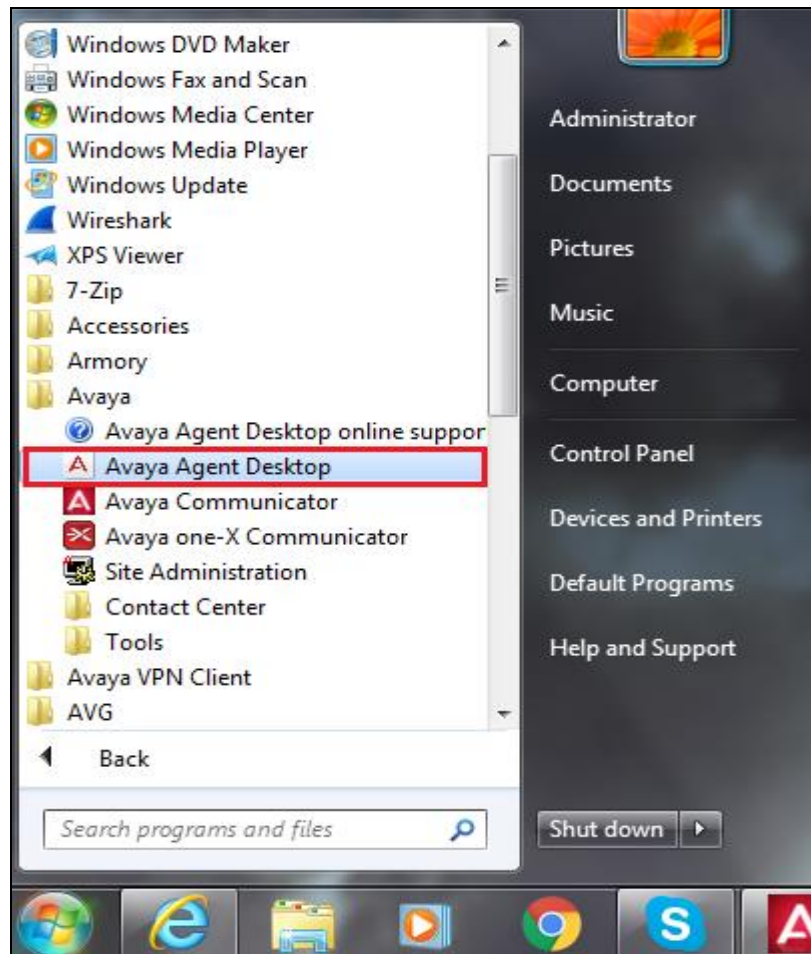 Windows DVD Maker
Windows Fax and Scan
Windows Media Center
Windows Media Player
Windows Update
Wireshark
XPS Viewer
7-Zip
Accessories
Armory
Avaya
Avaya Agent Desktop online suppor
Avaya Agent Desktop
Avaya Communicator
Avaya one-X Communicator
Site Administration
Contact Center
Tools
Avaya VPN Client
AVG
Back
Search programs and files
Administrator
Documents
Pictures
Music
Computer
Control Panel
Devices and Printers
Default Programs
Help and Support
Shut down